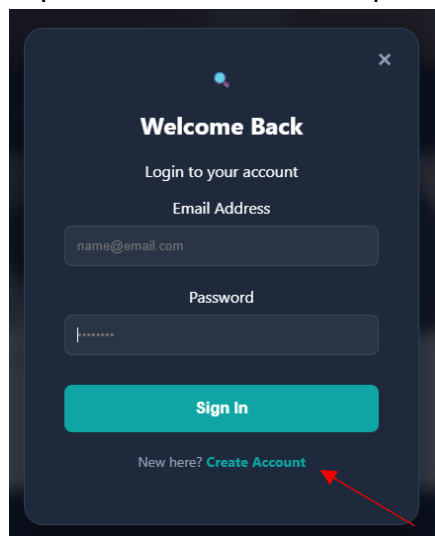 ×
Welcome Back
Login to your account
Email Address
name@email.com
Password
••••••••
Sign In
New here? Create Account